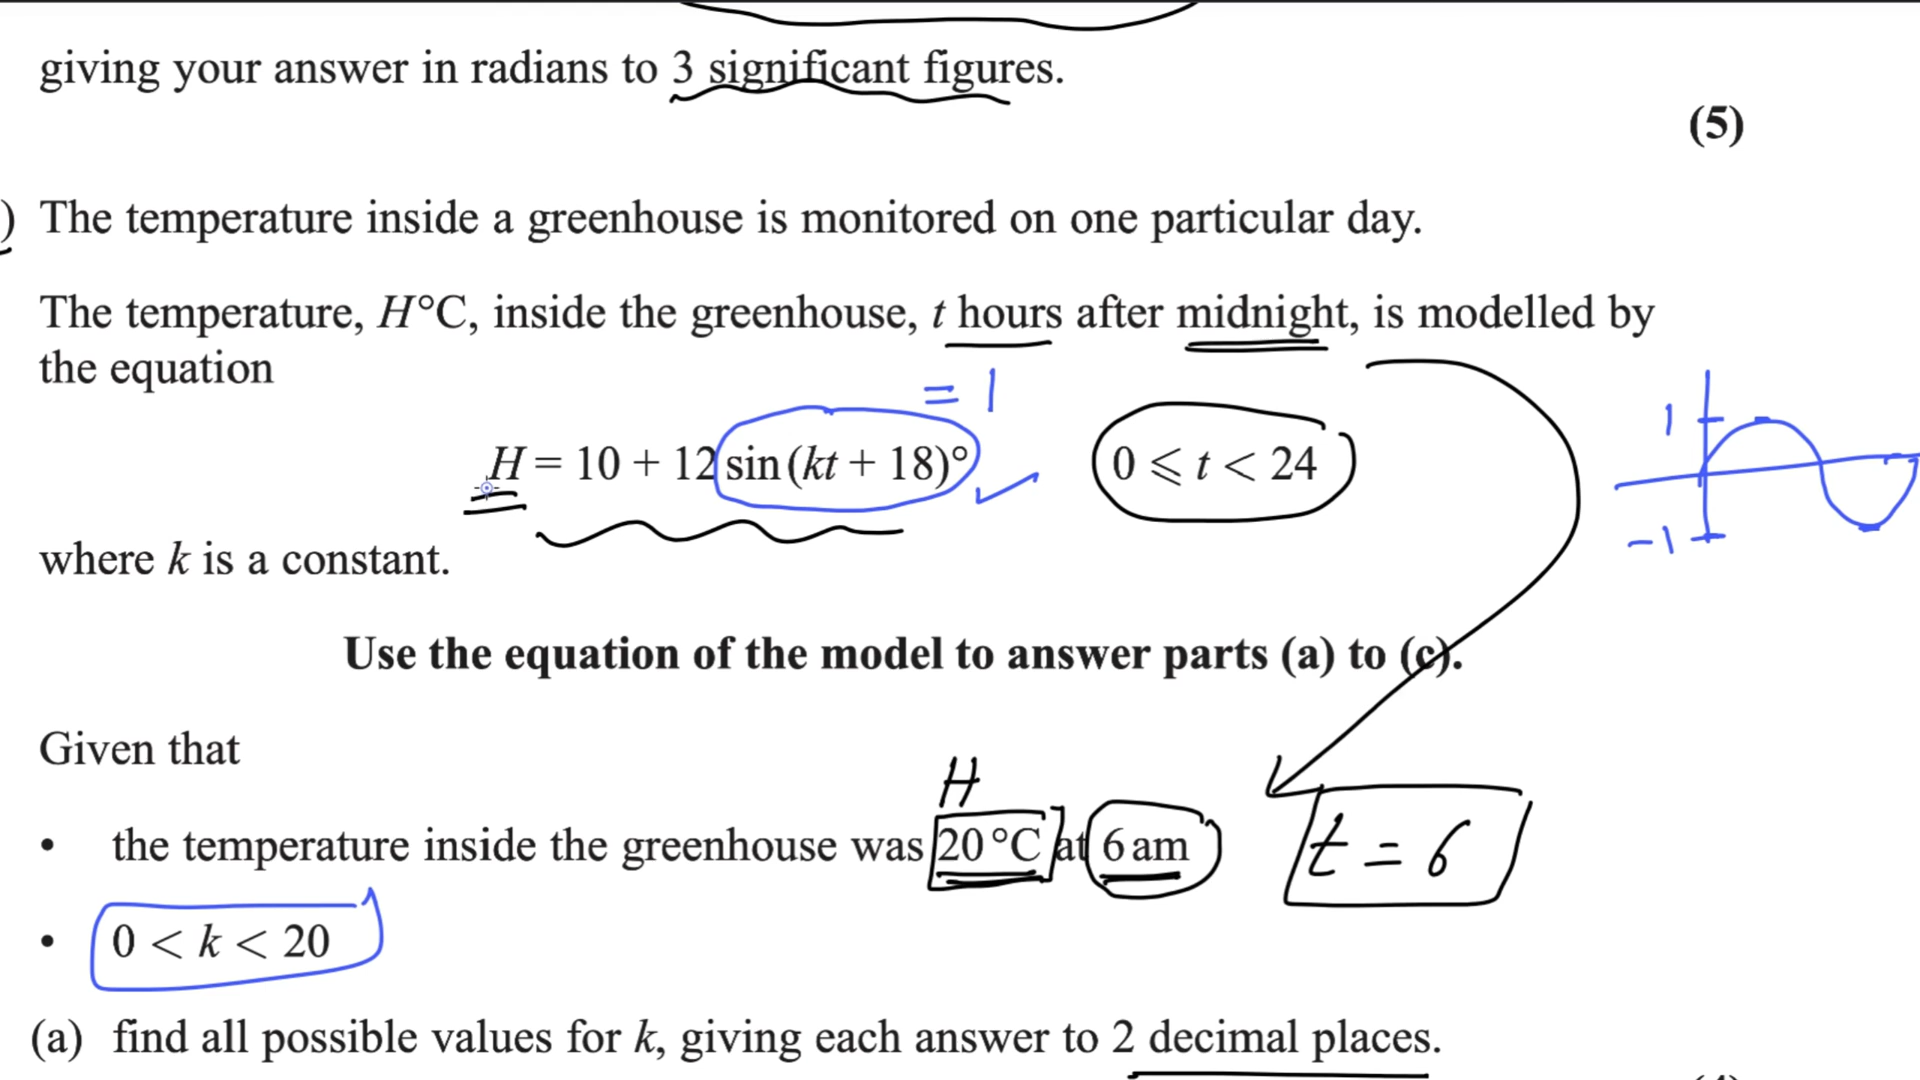 giving your answer in radians to 3 significant figures.
(5)
) The temperature inside a greenhouse is monitored on one particular day.
The temperature, H°C, inside the greenhouse, t hours after midnight, is modelled by
the equation
= 1
H = 10 + 12 sin (kt + 18)° 0 ⩽ t < 24
1
-1
where k is a constant.
Use the equation of the model to answer parts (a) to (c).
Given that
H
• the temperature inside the greenhouse was 20 °C at 6 am
t = 6
• 0 < k < 20
(a) find all possible values for k, giving each answer to 2 decimal places.